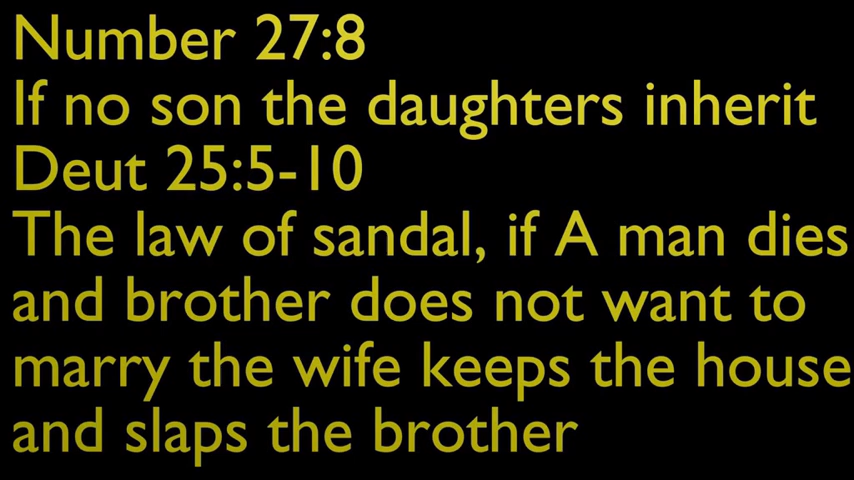 Number 27:8
If no son the daughters inherit
Deut 25:5-10
The law of sandal, if A man dies
and brother does not want to
marry the wife keeps the house
and slaps the brother